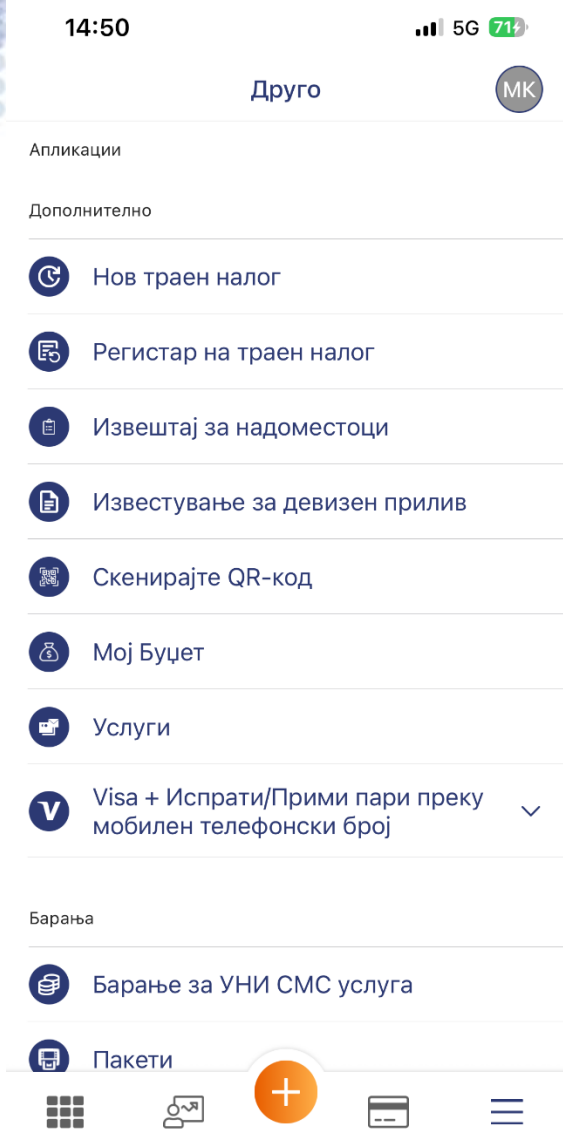 14:50
5G 71
Друго
МК
Апликации
Дополнително
Нов траен налог
Регистар на траен налог
Извештај за надоместоци
Известување за девизен прилив
Скенирајте QR-код
Мој Буџет
Услуги
Visa + Испрати/Прими пари преку
мобилен телефонски број
Барања
Барање за УНИ СМС услуга
Пакети